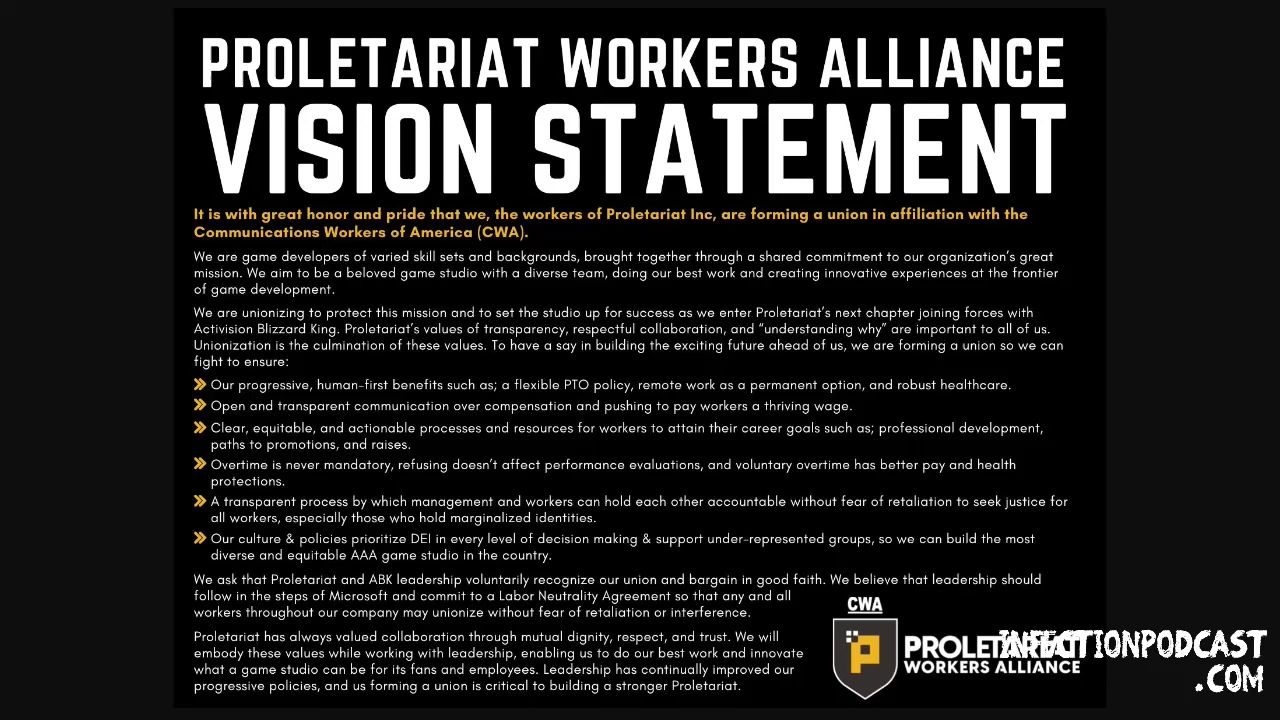 PROLETARIAT WORKERS ALLIANCE
VISION STATEMENT
It is with great honor and pride that we, the workers of Proletariat Inc, are forming a union in affiliation with the
Communications Workers of America (CWA).
We are game developers of varied skill sets and backgrounds, brought together through a shared commitment to our organization's great
mission. We aim to be a beloved game studio with a diverse team, doing our best work and creating innovative experiences at the frontier
of game development.
We are unionizing to protect this mission and to set the studio up for success as we enter Proletariat's next chapter joining forces with
Activision Blizzard King. Proletariat's values of transparency, respectful collaboration, and “understanding why” are important to all of us.
Unionization is the culmination of these values. To have a say in building the exciting future ahead of us, we are forming a union so we can
fight to ensure:
Our progressive, human-first benefits such as; a flexible PTO policy, remote work as a permanent option, and robust healthcare.
Open and transparent communication over compensation and pushing to pay workers a thriving wage.
Clear, equitable, and actionable processes and resources for workers to attain their career goals such as; professional development,
paths to promotions, and raises.
Overtime is never mandatory, refusing doesn't affect performance evaluations, and voluntary overtime has better pay and health
protections.
A transparent process by which management and workers can hold each other accountable without fear of retaliation to seek justice for
all workers, especially those who hold marginalized identities.
Our culture & policies prioritize DEI in every level of decision making & support under-represented groups, so we can build the most
diverse and equitable AAA game studio in the country.
We ask that Proletariat and ABK leadership voluntarily recognize our union and bargain in good faith. We believe that leadership should
follow in the steps of Microsoft and commit to a Labor Neutrality Agreement so that any and all
workers throughout our company may unionize without fear of retaliation or interference.
Proletariat has always valued collaboration through mutual dignity, respect, and trust. We will
embody these values while working with leadership, enabling us to do our best work and innovate
what a game studio can be for its fans and employees. Leadership has continually improved our
progressive policies, and us forming a union is critical to building a stronger Proletariat.
CWA
P
PROLETARIAT
WORKERS ALLIANCE
INFECTIONPODCAST
.COM